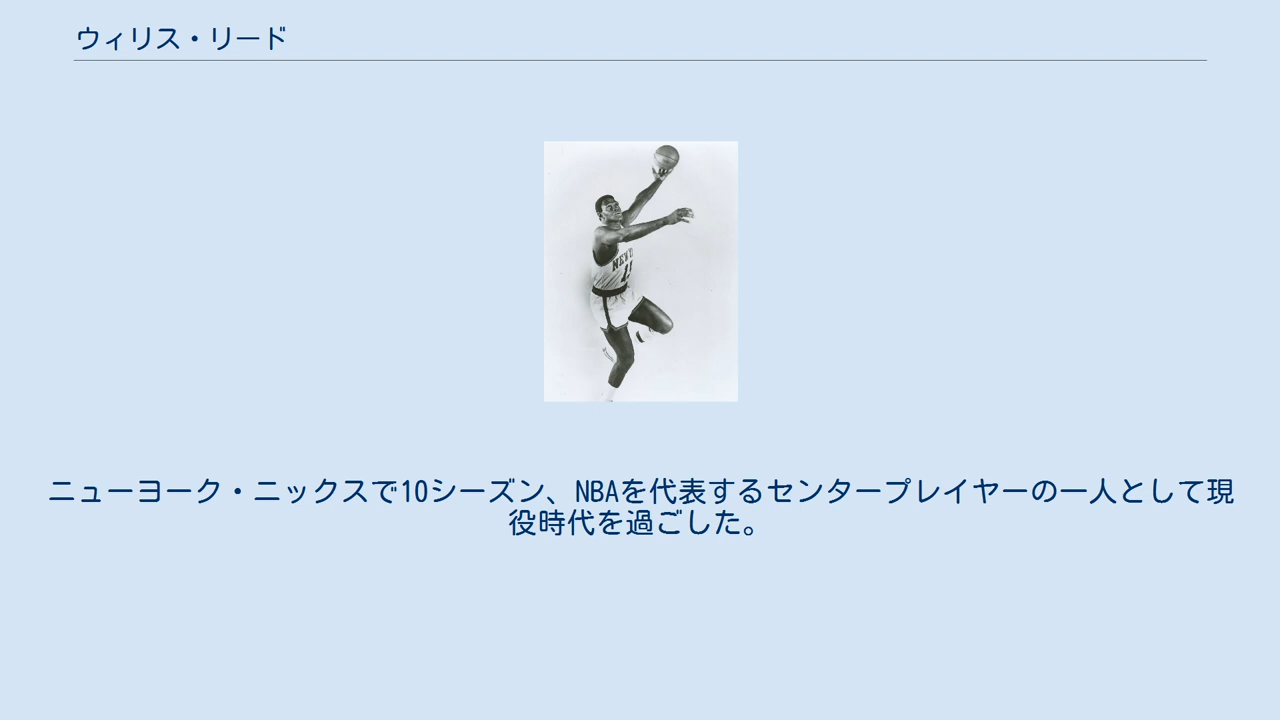 ウィリス・リード
NEW
ニューヨーク・ニックスで10シーズン、NBAを代表するセンタープレイヤーの一人として現
役時代を過ごした。